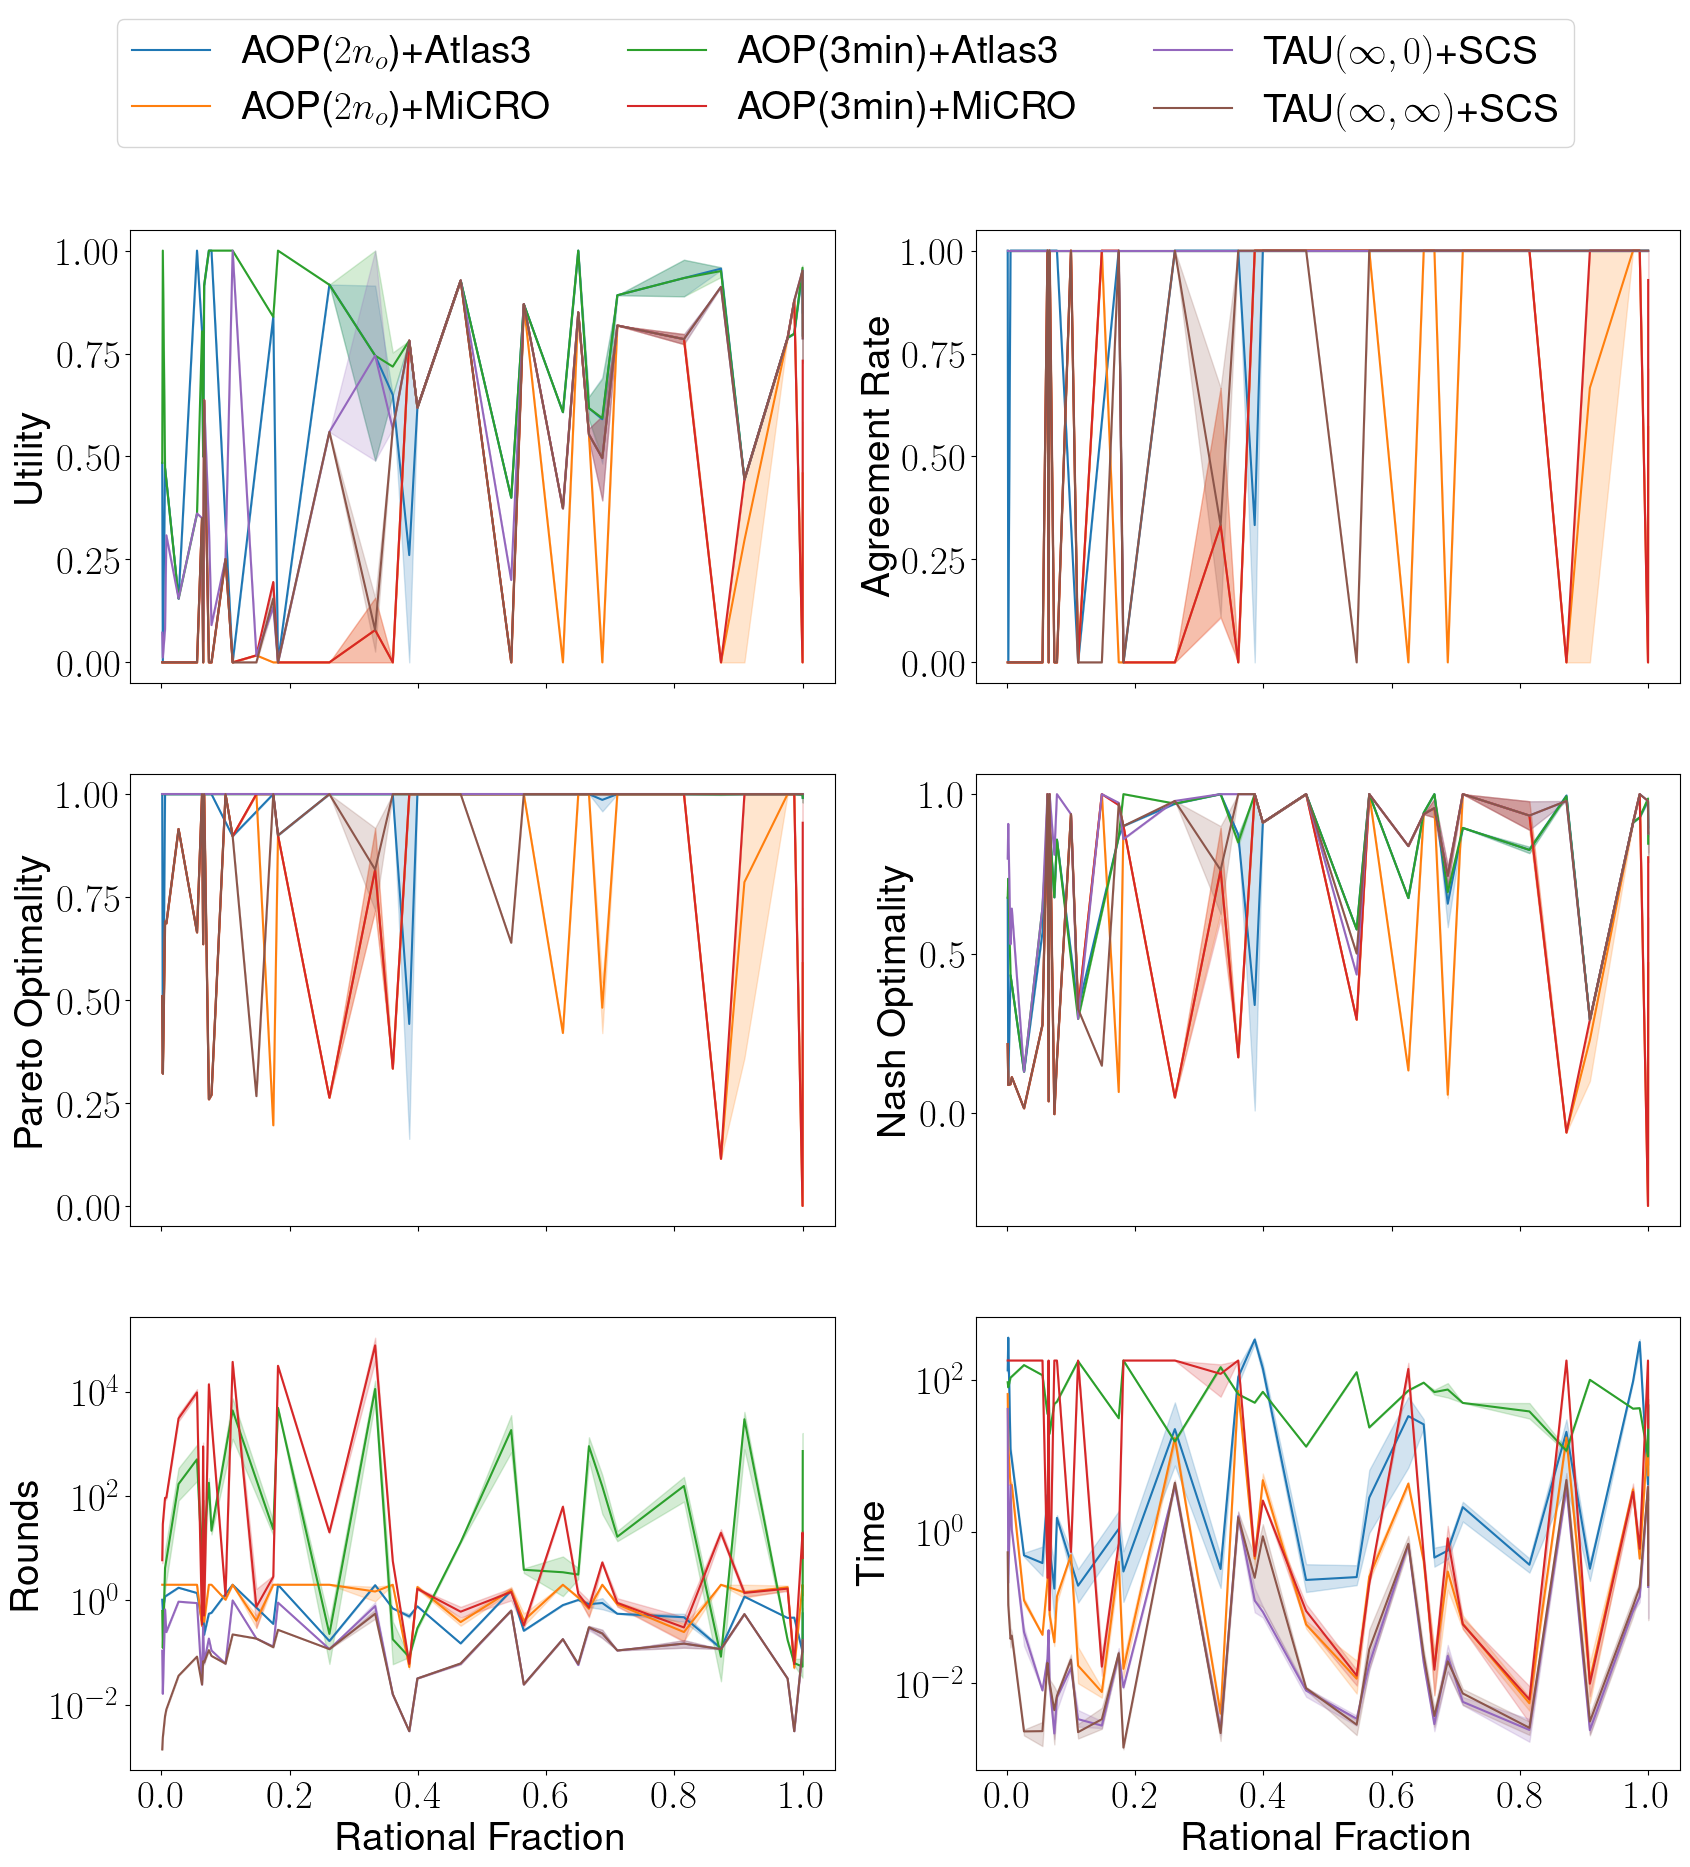 AOP(2n_o)+Atlas3 AOP(3min)+Atlas3 TAU(∞, 0)+SCS
AOP(2n_o)+MiCRO AOP(3min)+MiCRO TAU(∞, ∞)+SCS
Utility
1.00
0.75
0.50
0.25
0.00
Agreement Rate
1.00
0.75
0.50
0.25
0.00
Pareto Optimality
1.00
0.75
0.50
0.25
0.00
Nash Optimality
1.0
0.5
0.0
Rounds
10^4
10^2
10^0
10^−2
0.0 0.2 0.4 0.6 0.8 1.0
Rational Fraction
Time
10^2
10^0
10^−2
0.0 0.2 0.4 0.6 0.8 1.0
Rational Fraction